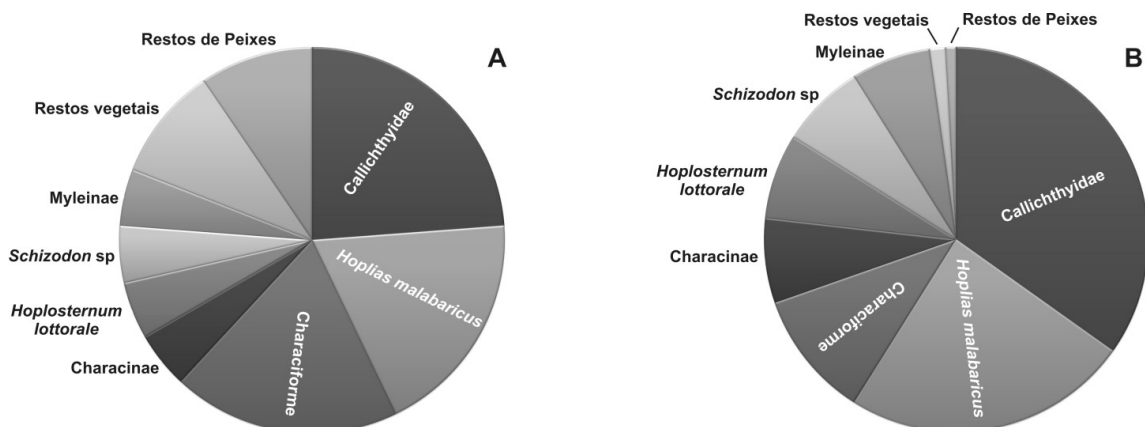 Restos de Peixes
A
Restos vegetais
Callichthyidae
Myleinae
Schizodon sp
Hoplias malabaricus
Hoplosternum
lottorale
Characiforme
Characinae
Restos vegetais
Restos de Peixes
Myleinae
B
Schizodon sp
Hoplosternum
lottorale
Callichthyidae
Characinae
Characiforme
Hoplias malabaricus